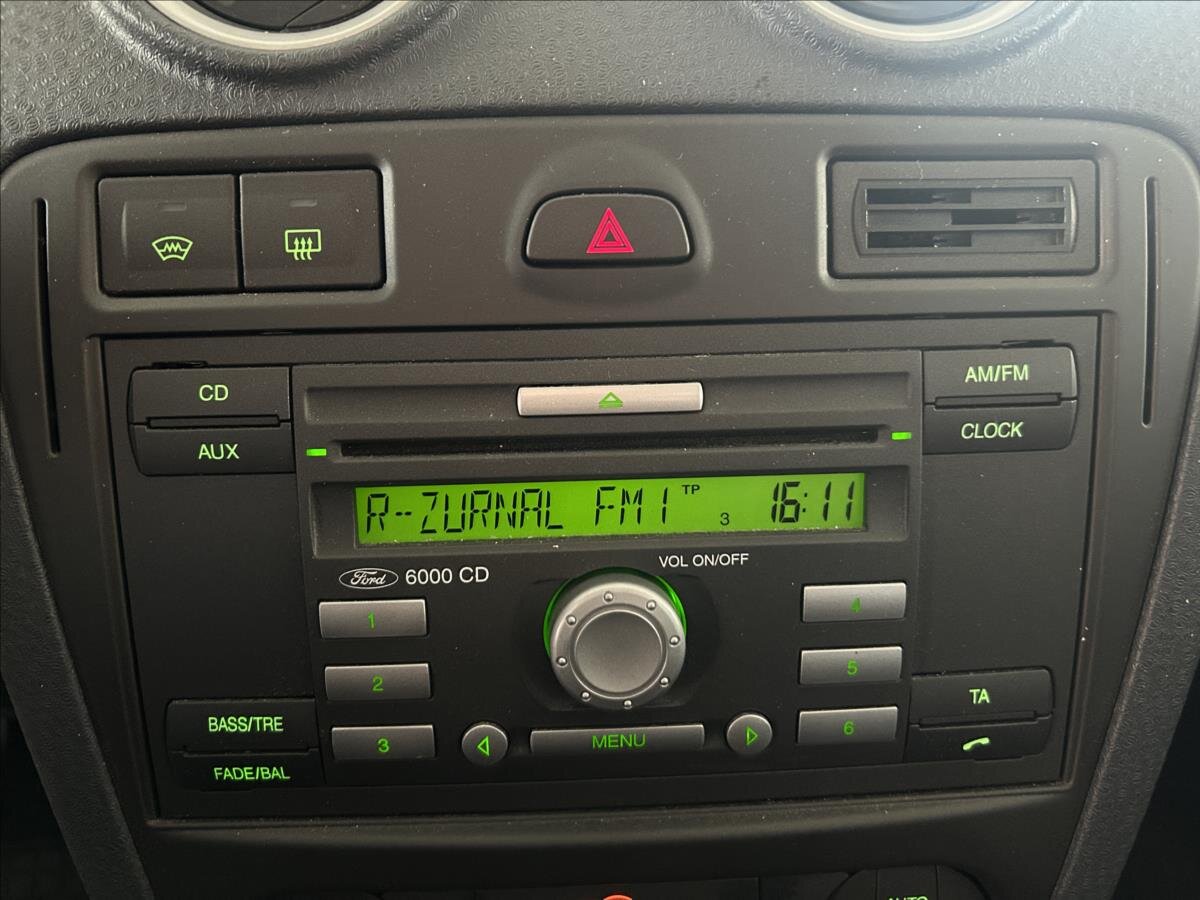 CD
AUX
AM/FM
CLOCK
R-ZURNAL FM1 TP 3 16:11
VOL ON/OFF
Ford 6000 CD
1
4
2
5
3
6
MENU
BASS/TRE
FADE/BAL
TA
AUTO